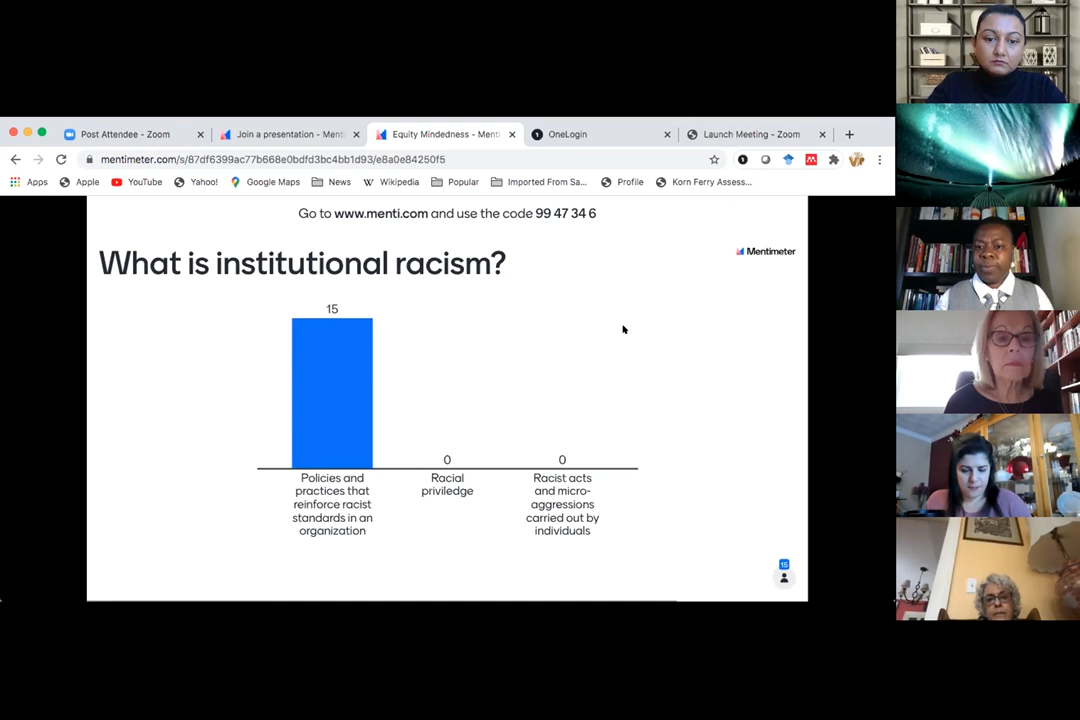 Post Attendee - Zoom
Join a presentation - Menti
Equity Mindedness - Menti
OneLogin
Launch Meeting - Zoom
mentimeter.com/s/87df6399ac77b668e0bdfd3bc4bb1d93/e8a0e84250f5
Apps Apple YouTube Yahoo! Google Maps News Wikipedia Popular Imported From Sa... Profile Korn Ferry Assess...
Go to www.menti.com and use the code 99 47 34 6
What is institutional racism?
Mentimeter
15
0
0
Policies and
practices that
reinforce racist
standards in an
organization
Racial
priviledge
Racist acts
and micro-
aggressions
carried out by
individuals
15